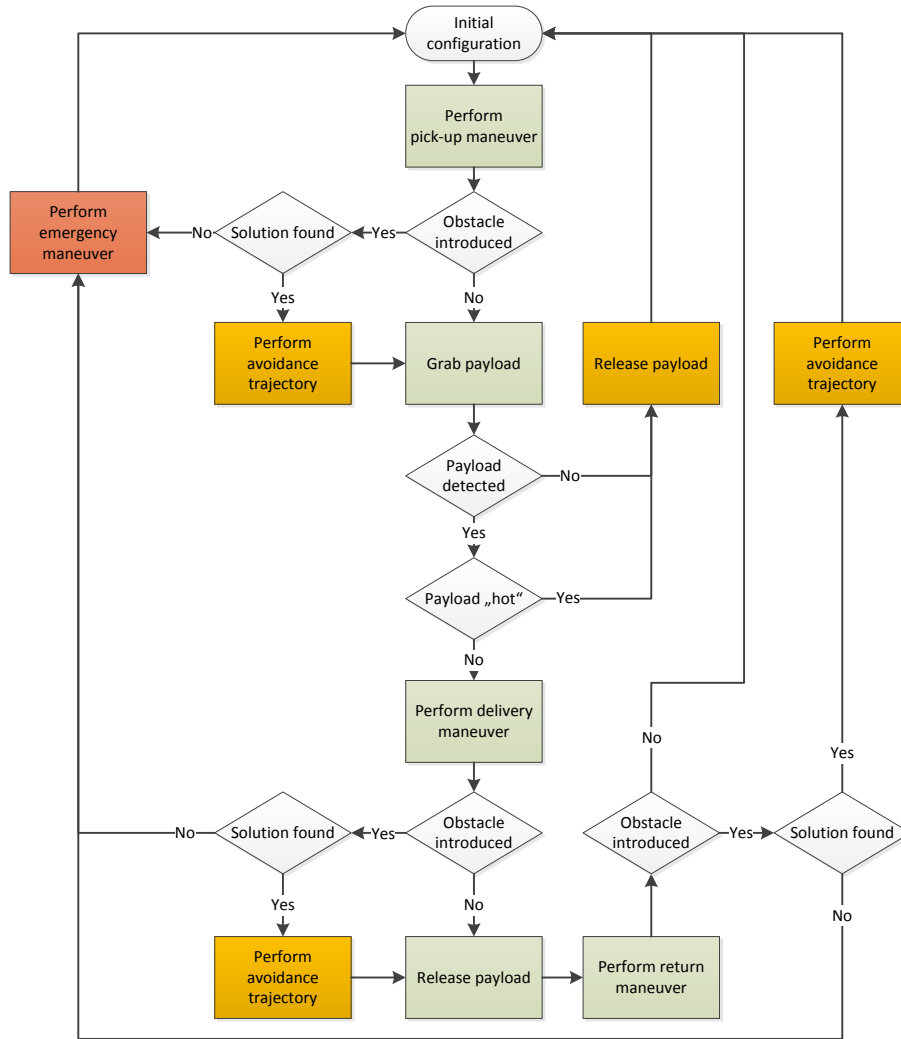 Initial
configuration
Perform
pick-up maneuver
Perform
emergency
maneuver
No
Solution found
Yes
Obstacle
introduced
Yes
No
Perform
avoidance
trajectory
Grab payload
Release payload
Perform
avoidance
trajectory
Payload
detected
No
Yes
Payload „hot“
Yes
No
Perform delivery
maneuver
No
Yes
No
Solution found
Yes
Obstacle
introduced
Obstacle
introduced
Yes
Solution found
Yes
No
No
Perform
avoidance
trajectory
Release payload
Perform return
maneuver